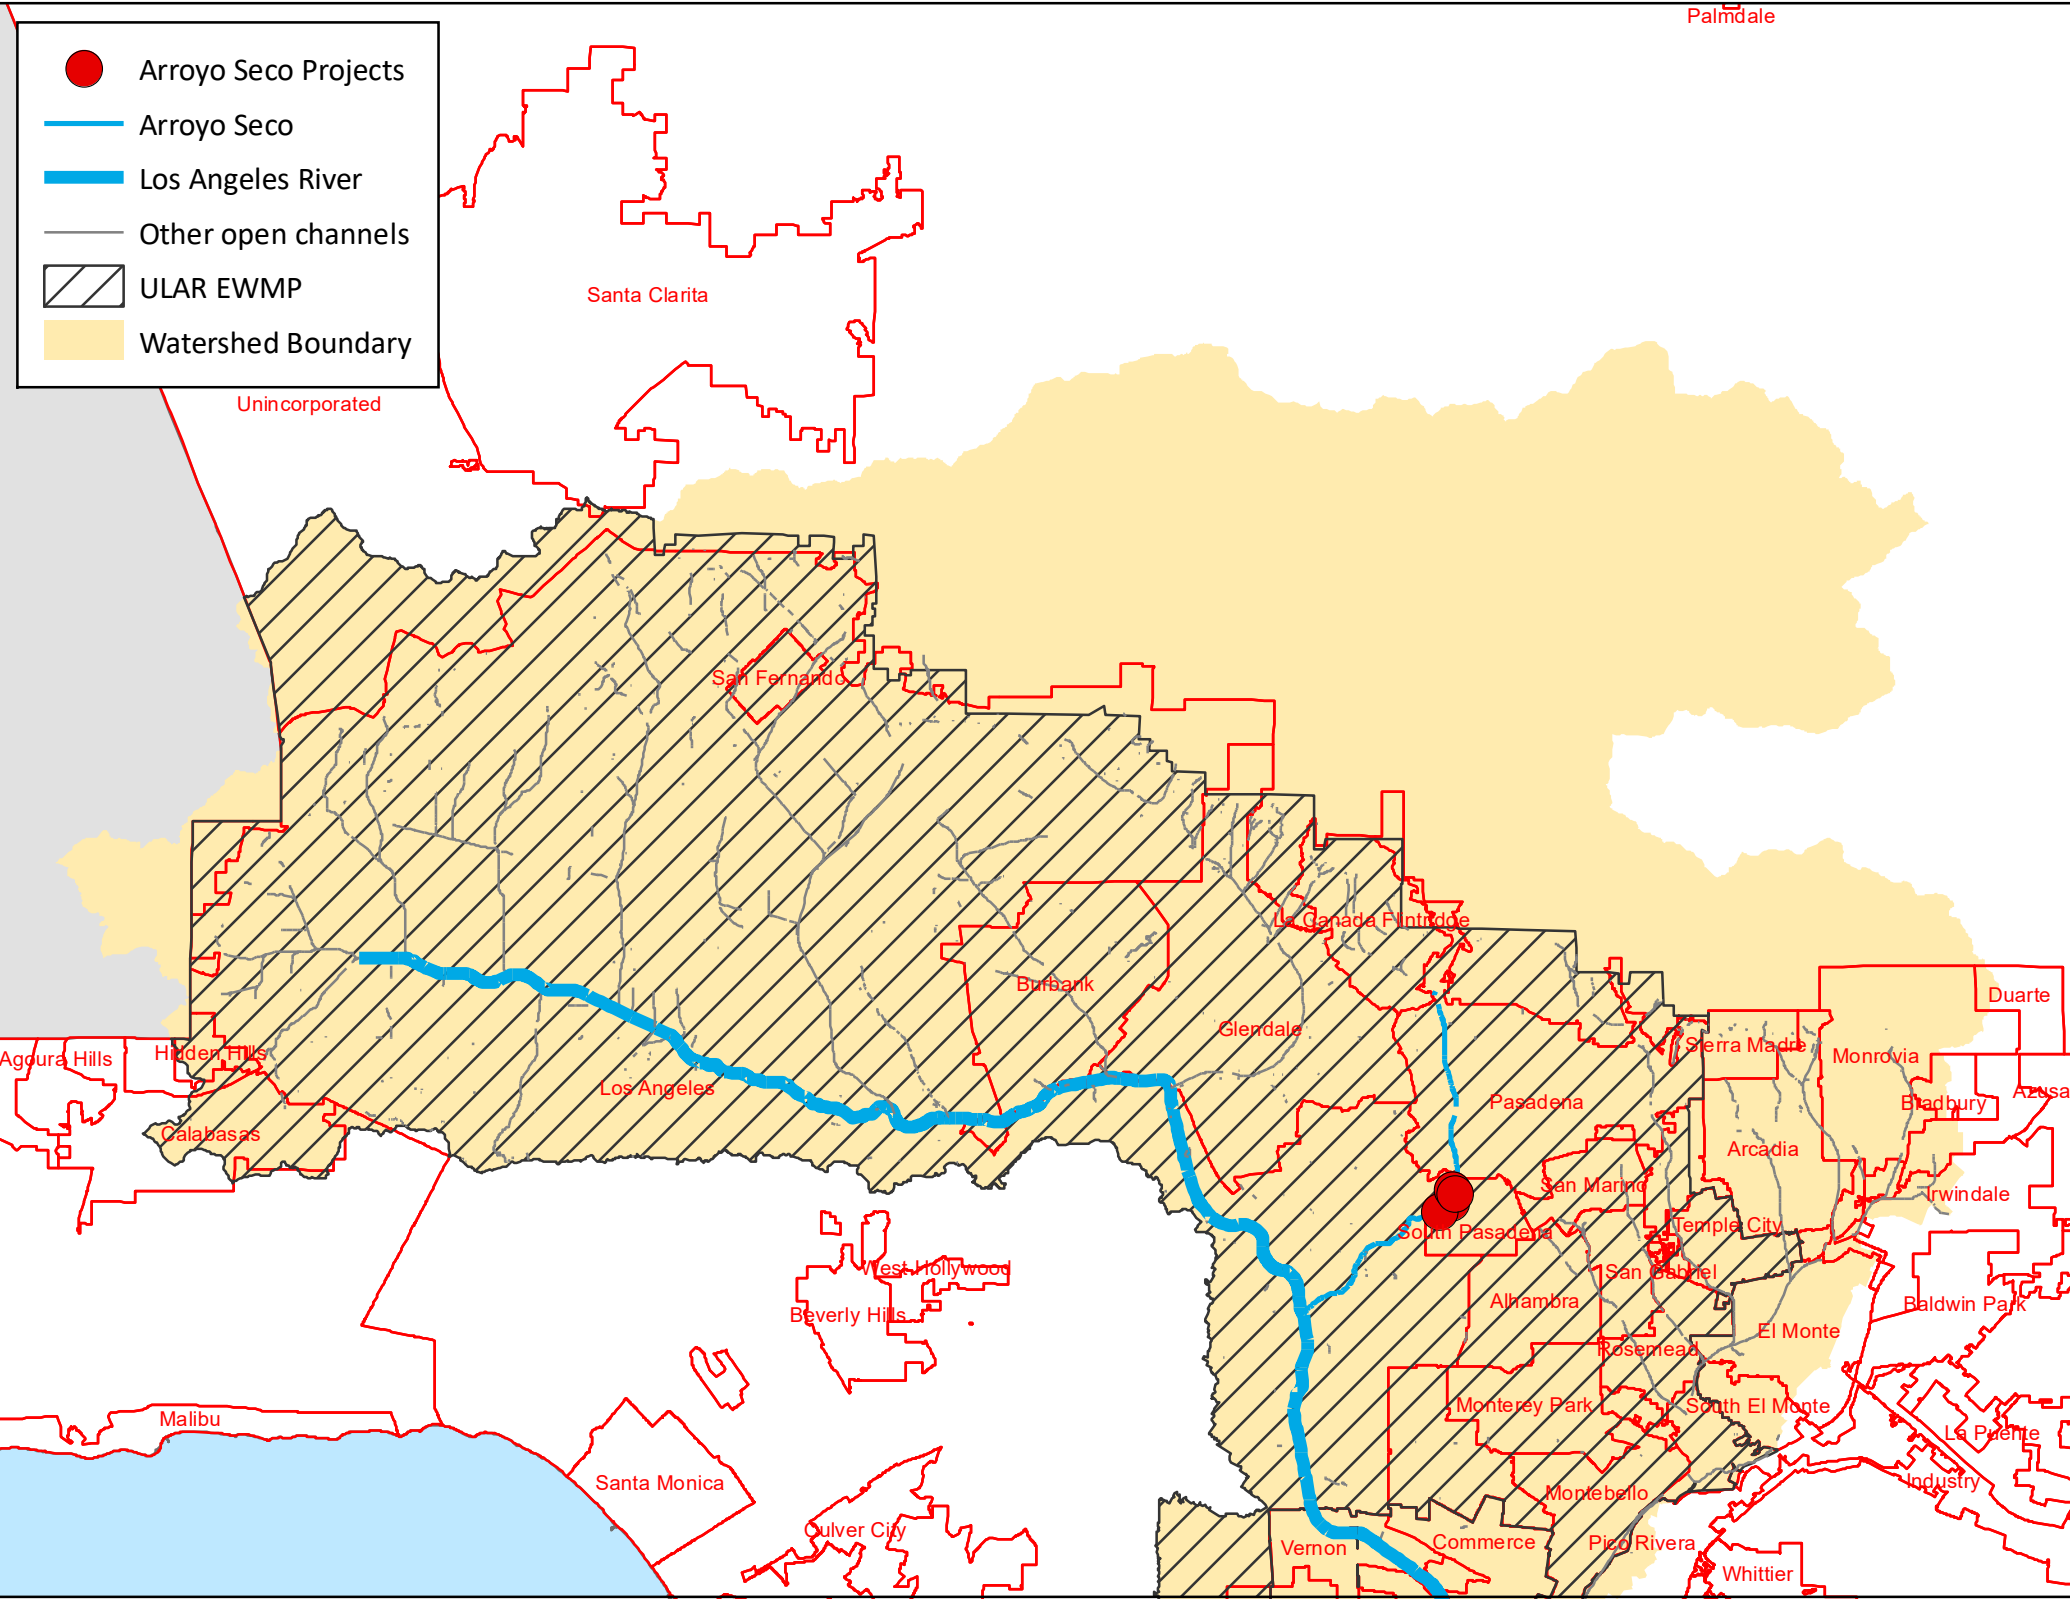 Palmdale
Arroyo Seco Projects
Arroyo Seco
Los Angeles River
Other open channels
ULAR EWMP
Watershed Boundary
Santa Clarita
Unincorporated
San Fernando
La Canada Flintridge
Burbank
Glendale
Duarte
Agoura Hills
Hidden Hills
Sierra Madre
Monrovia
Los Angeles
Pasadena
Bradbury
Azusa
Calabasas
Arcadia
San Marino
Irwindale
South Pasadena
Temple City
West Hollywood
San Gabriel
Beverly Hills
Alhambra
Baldwin Park
El Monte
Rosemead
Malibu
Monterey Park
South El Monte
La Puente
Santa Monica
Montebello
Industry
Culver City
Vernon
Commerce
Pico Rivera
Whittier